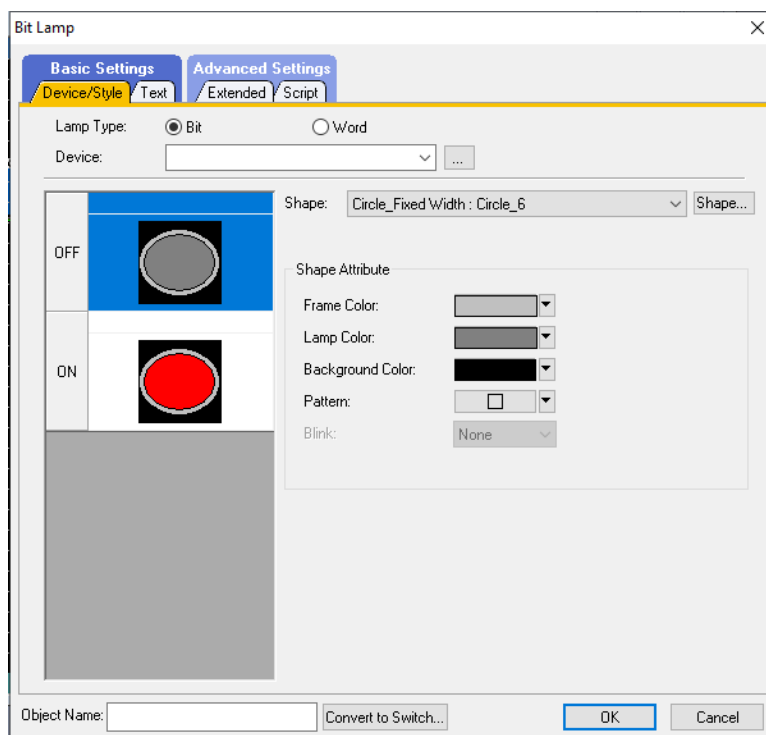 Bit Lamp
Basic Settings Advanced Settings
Device/Style Text Extended Script
Lamp Type: Bit Word
Device: ...
OFF
ON
Shape: Circle_Fixed Width : Circle_6 Shape...
Shape Attribute
Frame Color:
Lamp Color:
Background Color:
Pattern:
Blink: None
Object Name: Convert to Switch... OK Cancel